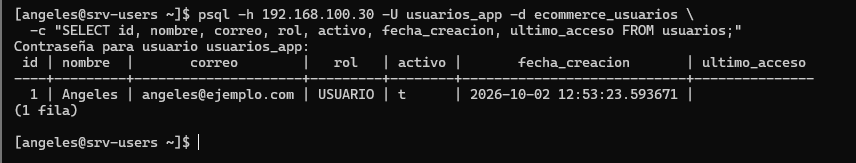 [angeles@srv-users ~]$ psql -h 192.168.100.30 -U usuarios_app -d ecommerce_usuarios \
  -c "SELECT id, nombre, correo, rol, activo, fecha_creacion, ultimo_acceso FROM usuarios;"
Contraseña para usuario usuarios_app:
 id | nombre  |       correo        |   rol   | activo |       fecha_creacion       | ultimo_acceso
----+---------+---------------------+---------+--------+----------------------------+---------------
  1 | Angeles | angeles@ejemplo.com | USUARIO | t      | 2026-10-02 12:53:23.593671 |
(1 fila)
[angeles@srv-users ~]$